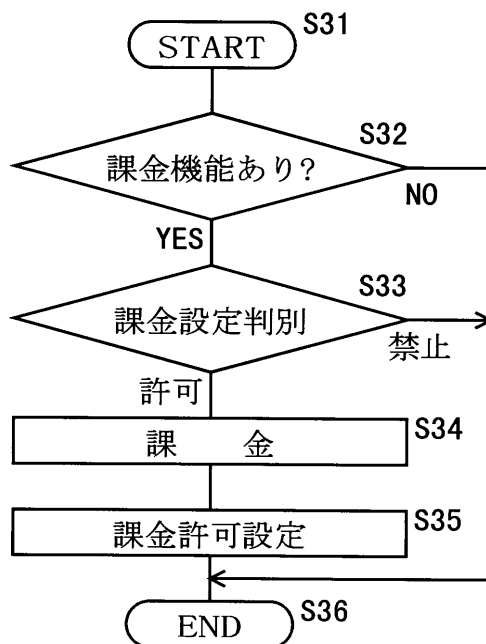 START
S31
課金機能あり?
S32
NO
YES
課金設定判別
S33
禁止
許可
課 金
S34
課金許可設定
S35
END
S36